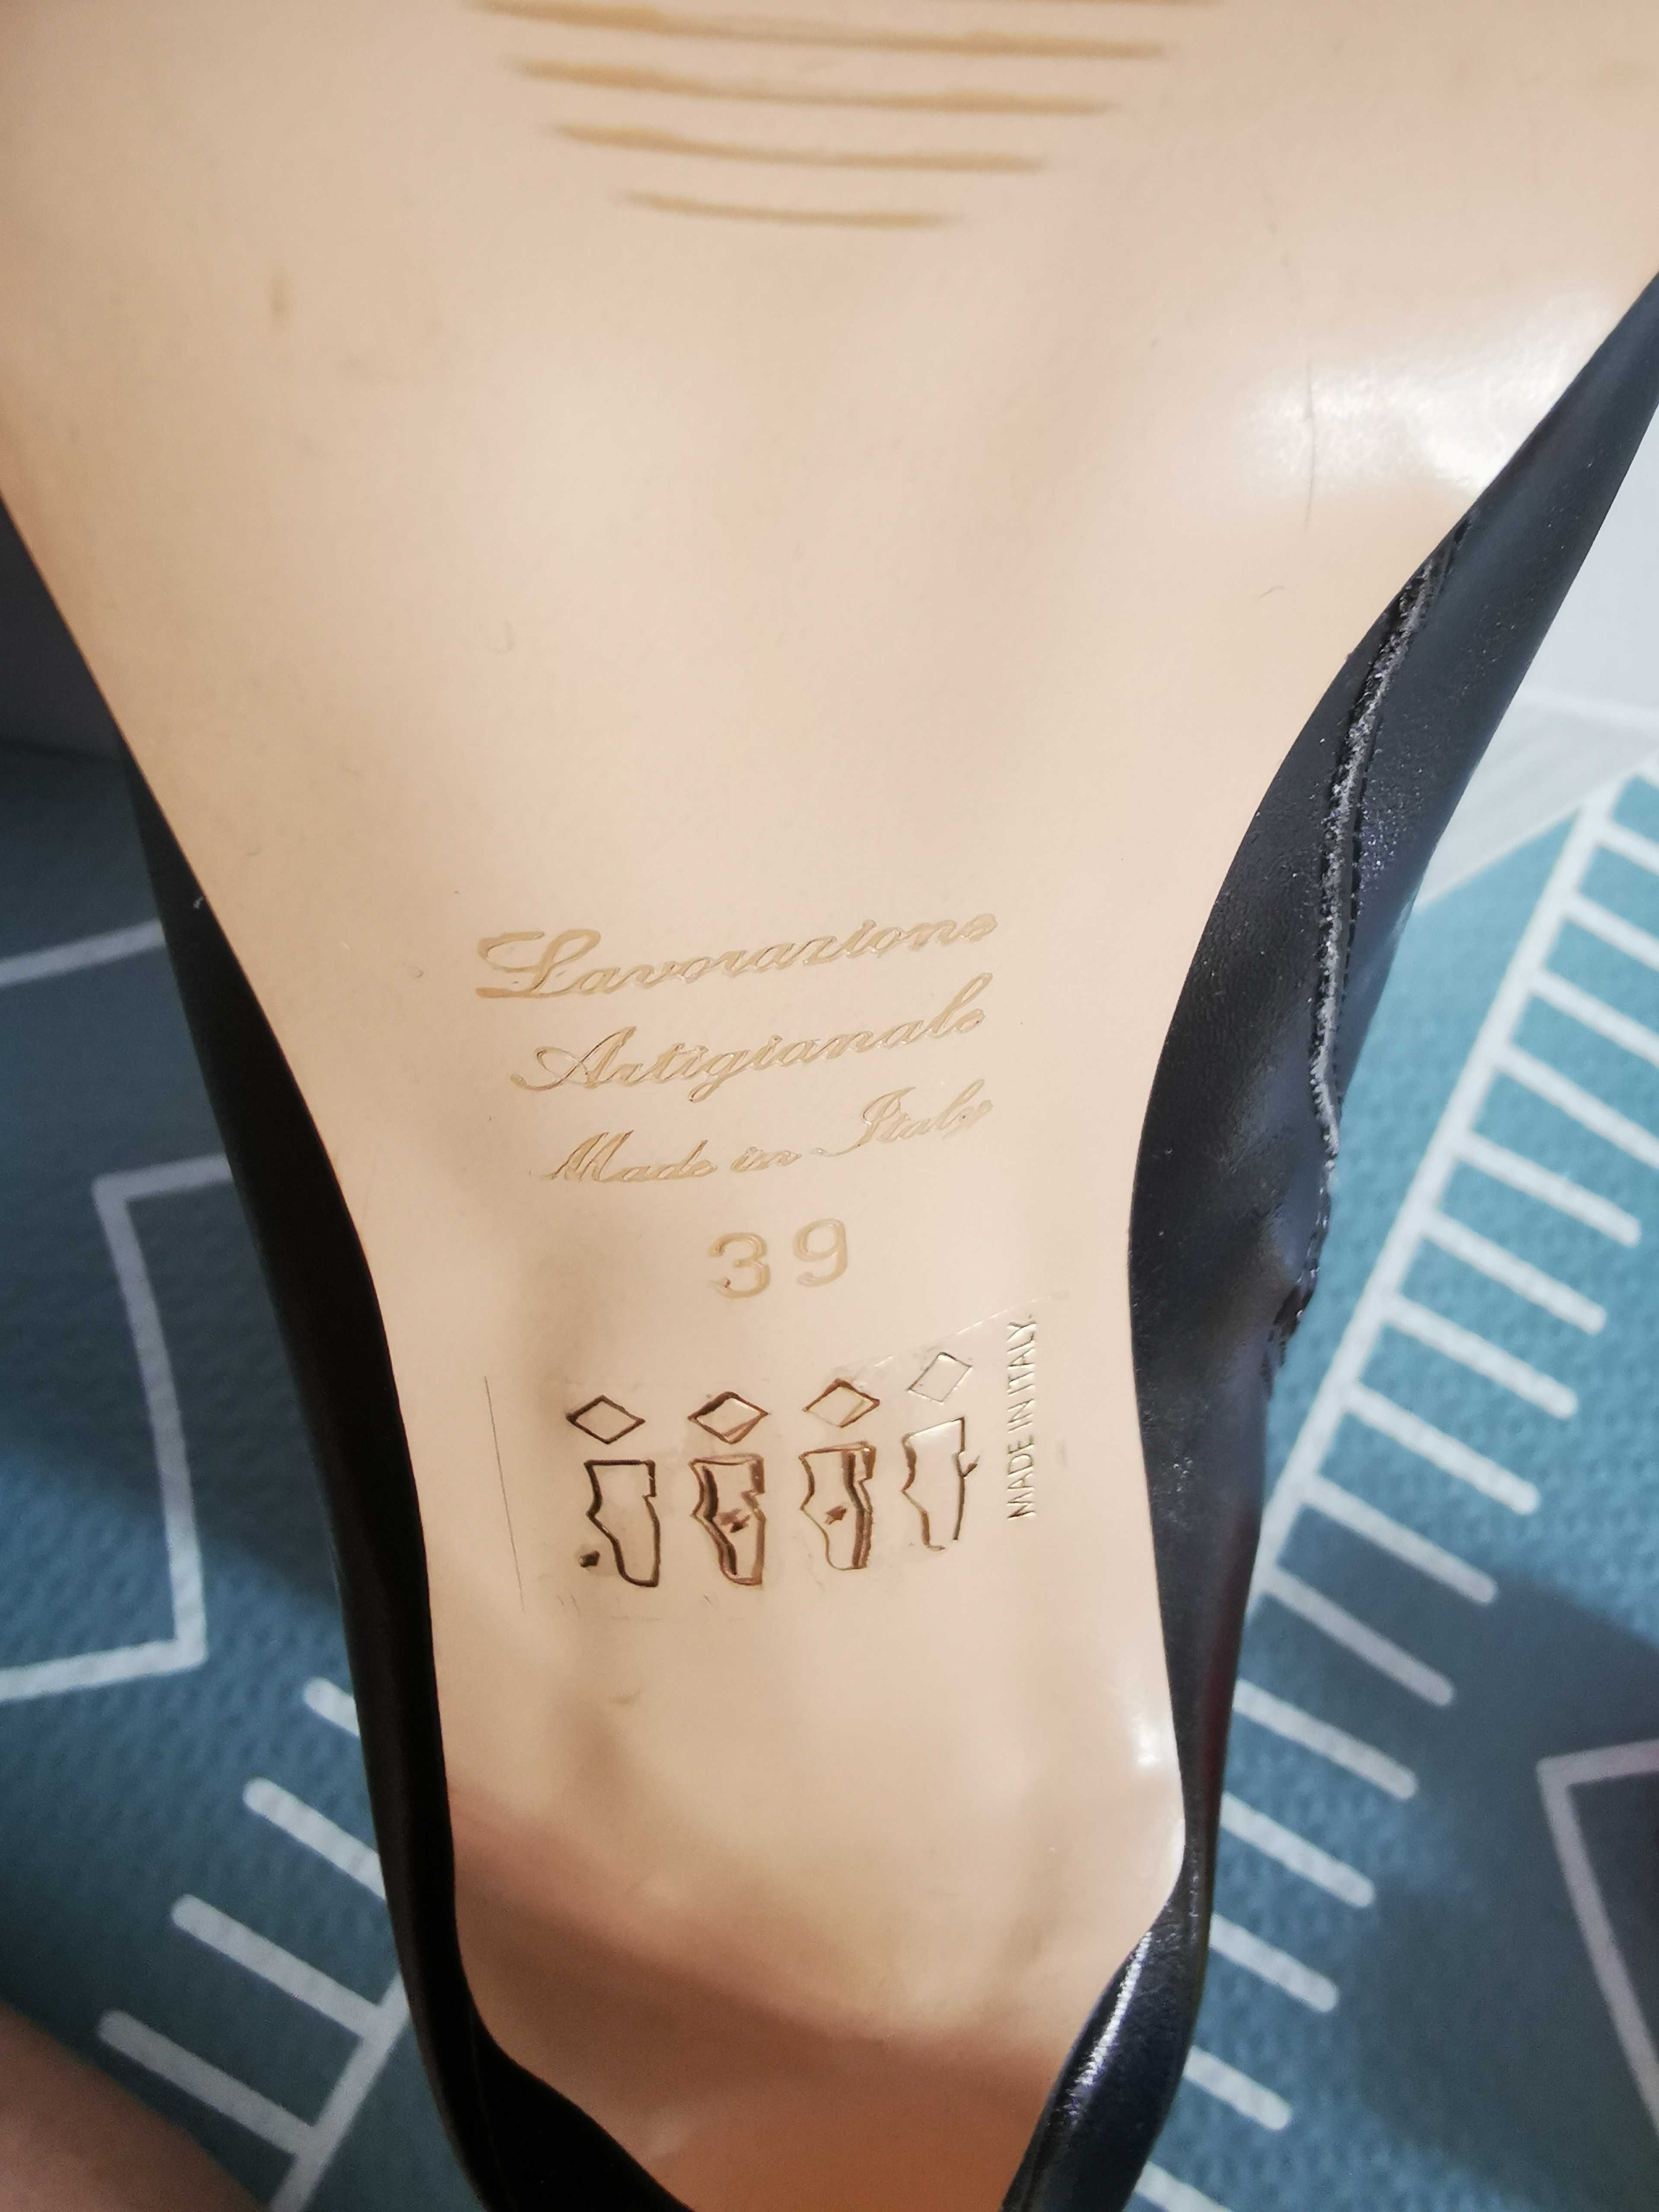 Lavorazione
Artigianale
Made in Italy
39
MADE IN ITALY.